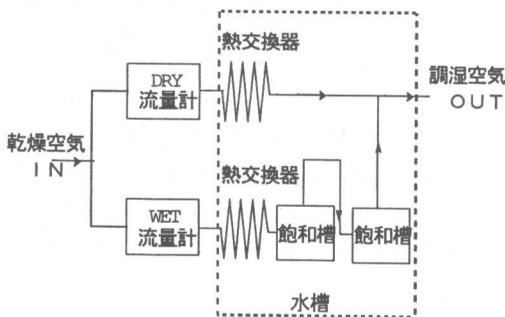 熱交換器
DRY
流量計
調湿空気
OUT
乾燥空気
IN
熱交換器
WET
流量計
飽和槽
飽和槽
水槽